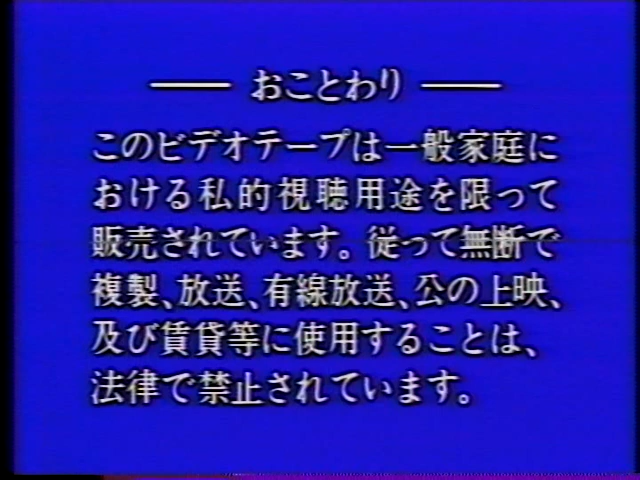 —— おことわり ——
このビデオテープは一般家庭に
おける私的視聴用途を限って
販売されています。従って無断で
複製、放送、有線放送、公の上映、
及び賃貸等に使用することは、
法律で禁止されています。